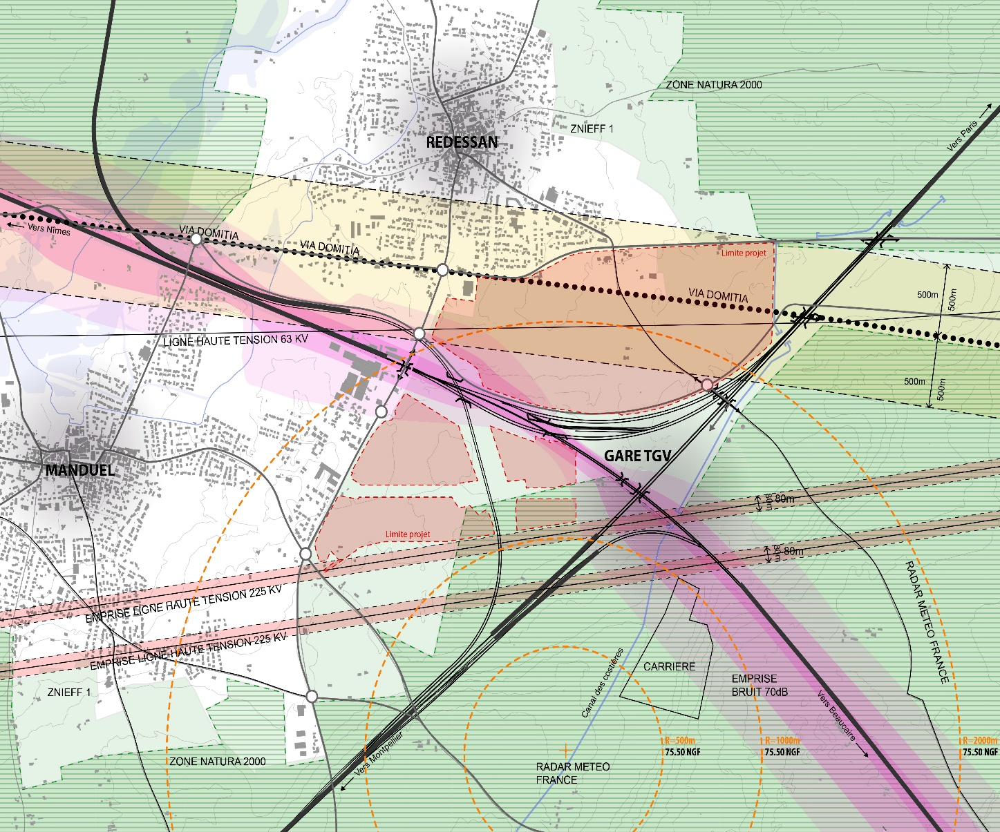 ZONE NATURA 2000
ZNIEFF 1
Vers Paris
REDESSAN
Vers Nîmes
VIA DOMITIA
VIA DOMITIA
Limite projet
VIA DOMITIA
500m
500m
500m
500m
LIGNE HAUTE TENSION 63 KV
GARE TGV
MANDUEL
80m
80m
Limite projet
80m
80m
EMPRISE LIGNE HAUTE TENSION 225 KV
EMPRISE LIGNE HAUTE TENSION 225 KV
RADAR METEO FRANCE
Canal des costières
CARRIERE
EMPRISE
BRUIT 70dB
ZNIEFF 1
Vers Beaucaire
Vers Montpellier
ZONE NATURA 2000
R=500m
75.50 NGF
R=1000m
75.50 NGF
R=2000m
75.50 NGF
RADAR METEO
FRANCE